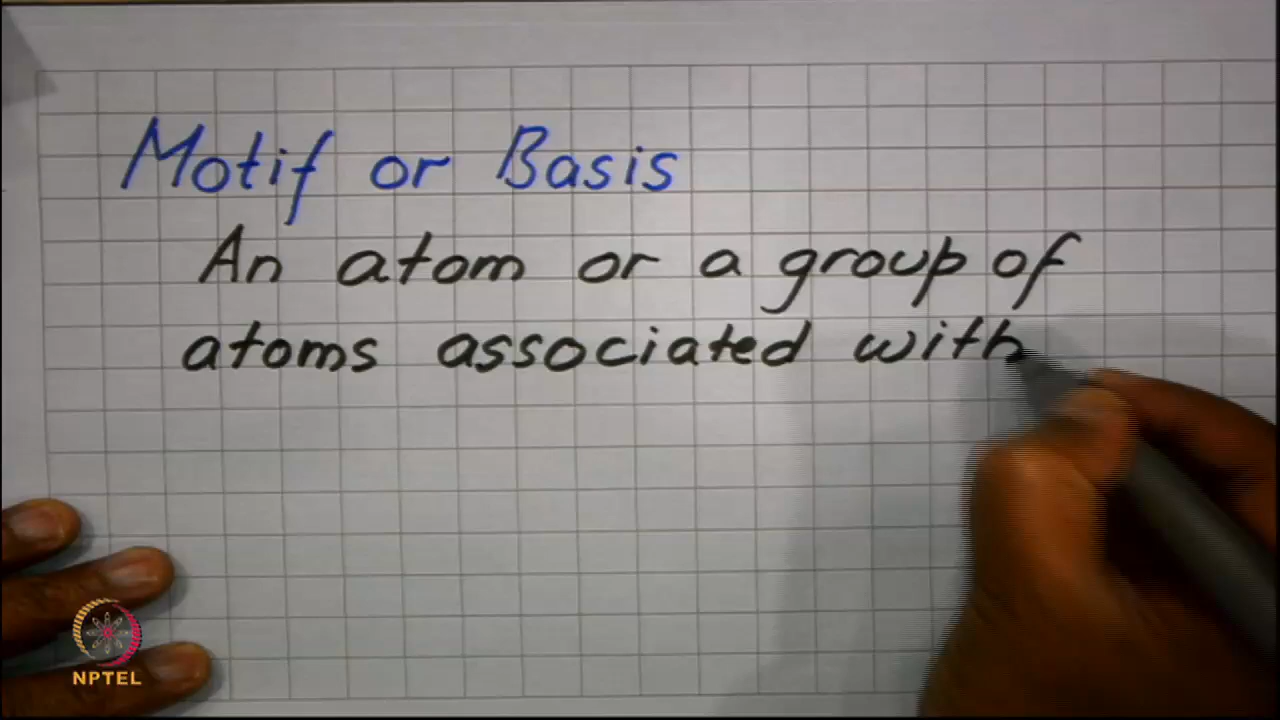 Motif or Basis
An atom or a group of
atoms associated with
NPTEL